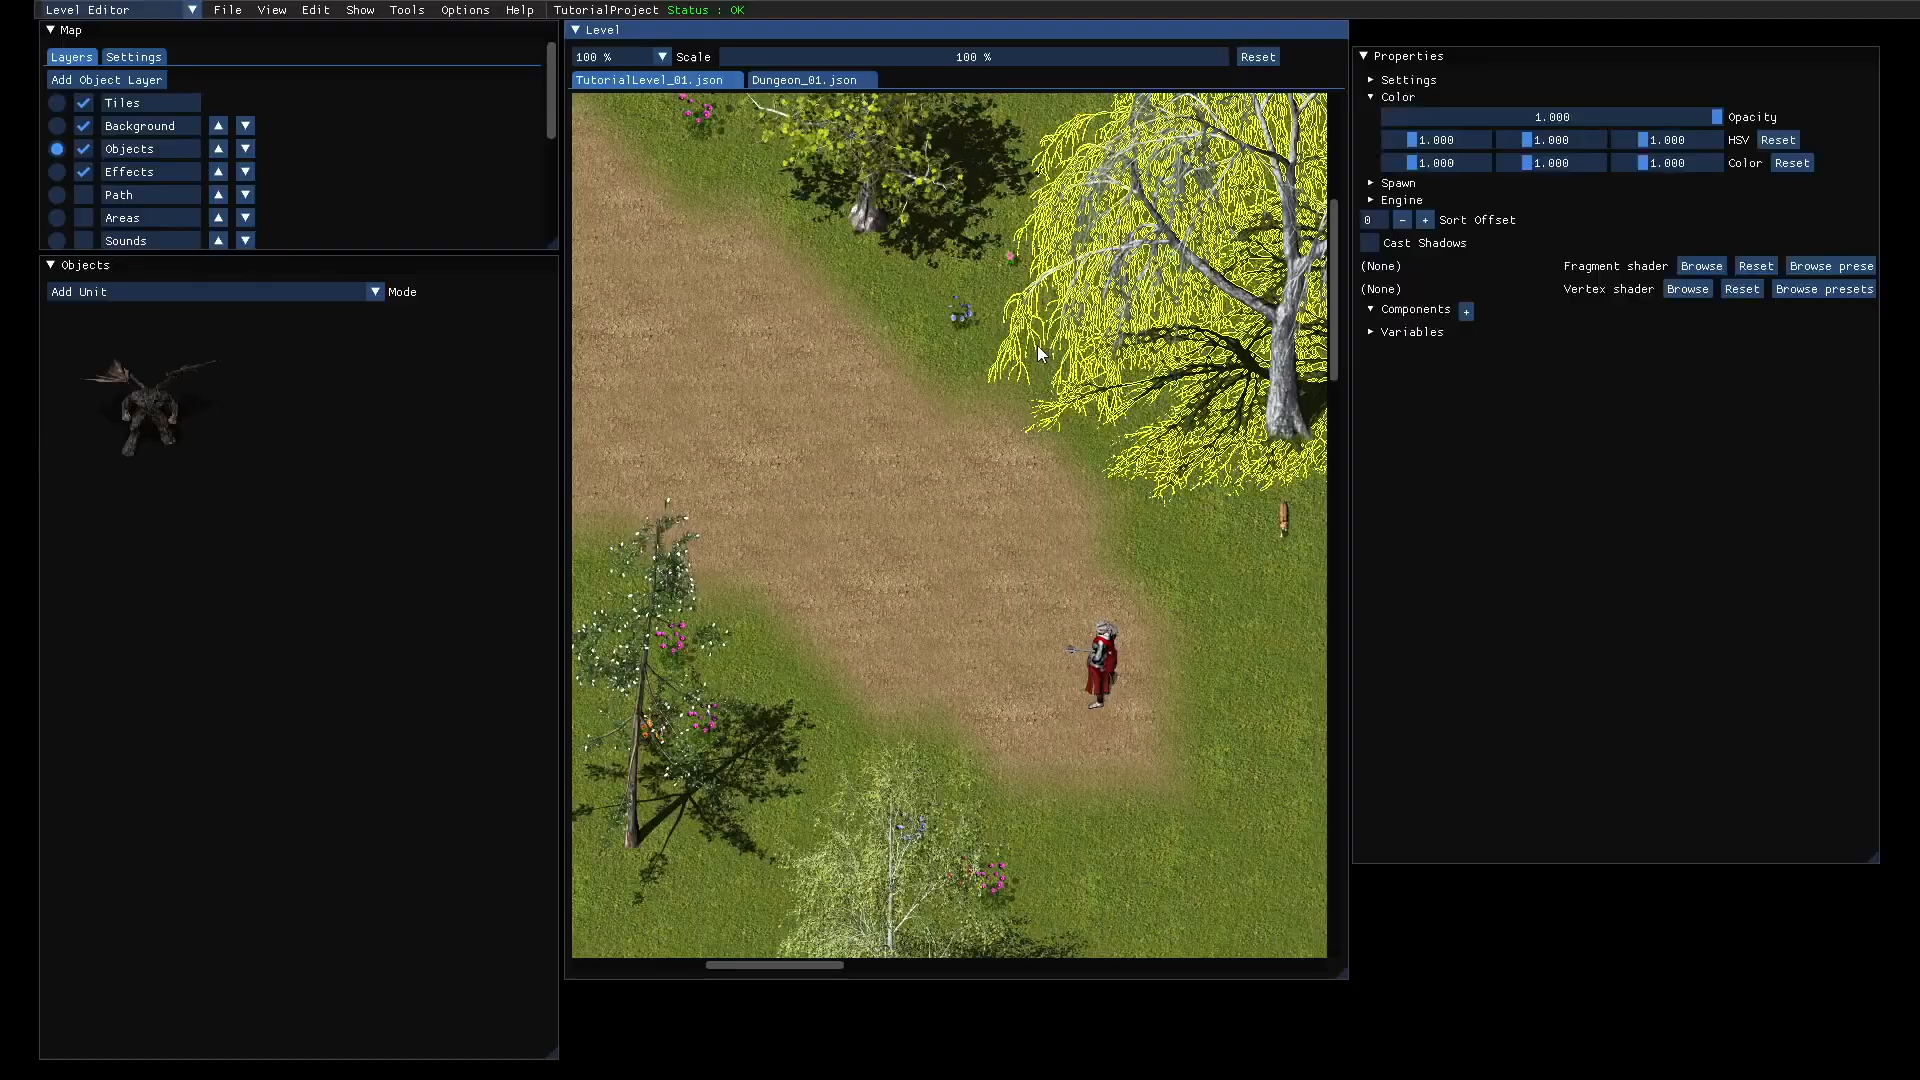 Level Editor File View Edit Show Tools Options Help TutorialProject Status : OK
Map
Layers Settings
Add Object Layer
Tiles
Background
Objects
Effects
Path
Areas
Sounds
Objects
Add Unit Mode
Level
100 % Scale 100 % Reset
TutorialLevel_01.json Dungeon_01.json
Properties
Settings
Color
1.000 Opacity
1.000 1.000 1.000 HSV Reset
1.000 1.000 1.000 Color Reset
Spawn
Engine
0 - + Sort Offset
Cast Shadows
(None) Fragment shader Browse Reset Browse prese
(None) Vertex shader Browse Reset Browse presets
Components +
Variables